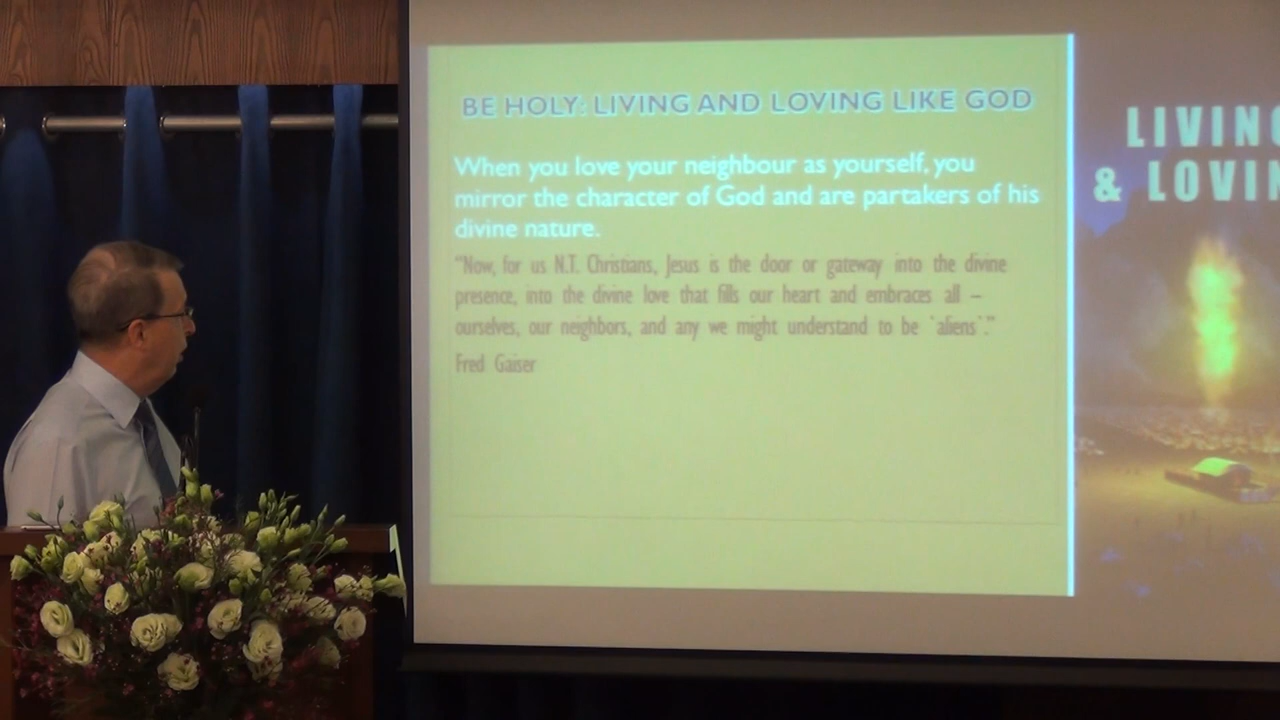 BE HOLY: LIVING AND LOVING LIKE GOD
When you love your neighbour as yourself, you
mirror the character of God and are partakers of his
divine nature.
"Now, for us N.T. Christians, Jesus is the door or gateway into the divine
presence, into the divine love that fills our heart and embraces all –
ourselves, our neighbors, and any we might understand to be `aliens`."
Fred Gaiser
LIVING
& LOVIN